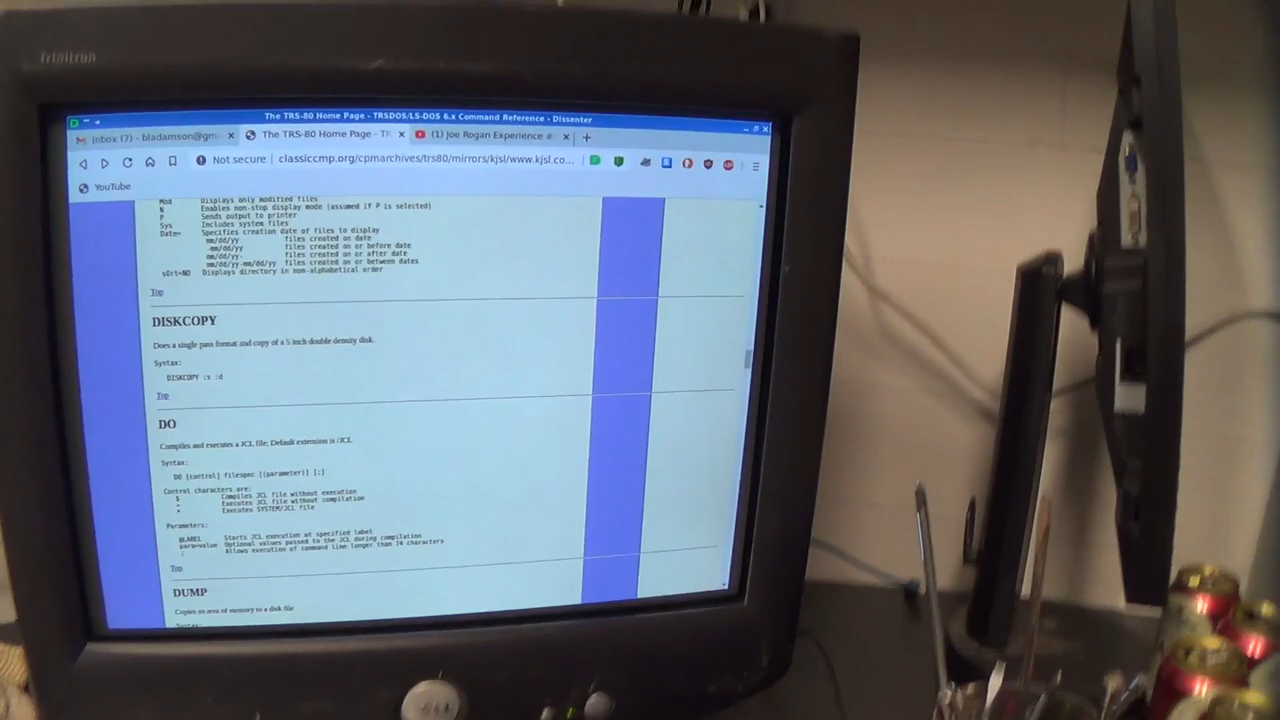 Trinitron
The TRS-80 Home Page - TRSDOS/LS-DOS 6.x Command Reference - Dissenter
Inbox (7) - bladamson@gm
The TRS-80 Home Page - TR
(1) Joe Rogan Experience #
Not secure | classiccmp.org/cpmarchives/trs80/mirrors/kjsl/www.kjsl.co...
YouTube
Mod Displays only modified files
N Enables non-stop display mode (assumed if P is selected)
P Sends output to printer
Sys Includes system files
Date= Specifies creation date of files to display
mm/dd/yy files created on date
-mm/dd/yy files created on or before date
mm/dd/yy- files created on or after date
mm/dd/yy-mm/dd/yy files created on or between dates
sOrt=NO Displays directory in non-alphabetical order
Top
DISKCOPY
Does a single pass format and copy of a 5 inch double density disk.
Syntax:
DISKCOPY :s :d
Top
DO
Compiles and executes a JCL file; Default extension is /JCL
Syntax:
DO [control] filespec [(parameter)] [;]
Control characters are:
$ Compiles JCL file without execution
Executes JCL file without compilation
* Executes SYSTEM/JCL file
Parameters:
@LABEL Starts JCL execution at specified label
parm=value Optional values passed to the JCL during compilation
; Allows execution of command line longer than 74 characters
Top
DUMP
Copies an area of memory to a disk file
Syntax: